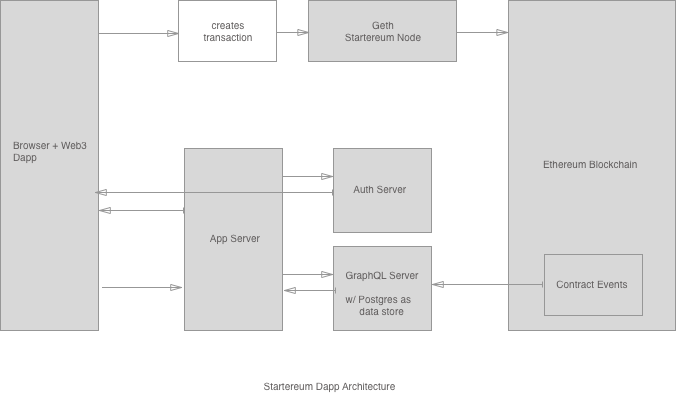 creates
transaction
Geth
Startereum Node
Browser + Web3
Dapp
Ethereum Blockchain
Auth Server
App Server
GraphQL Server
w/ Postgres as
data store
Contract Events
Startereum Dapp Architecture